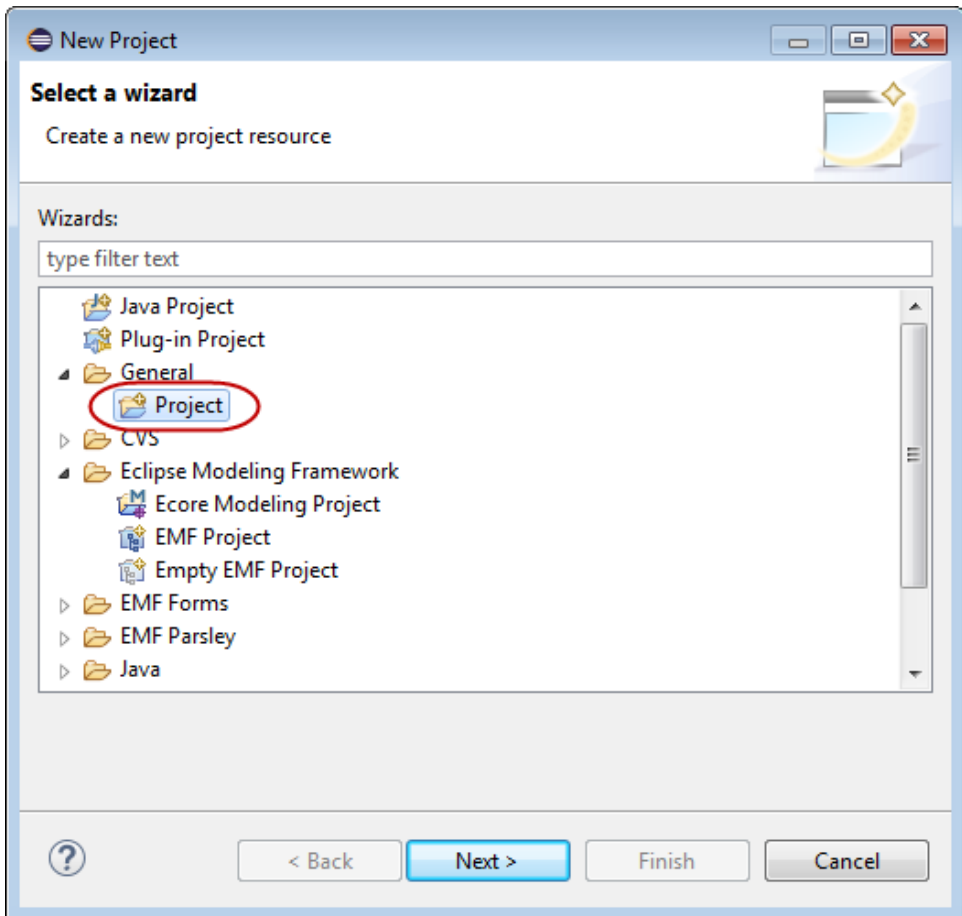 New Project
Select a wizard
Create a new project resource
Wizards:
type filter text
Java Project
Plug-in Project
General
Project
CVS
Eclipse Modeling Framework
Ecore Modeling Project
EMF Project
Empty EMF Project
EMF Forms
EMF Parsley
Java
?
< Back Next > Finish Cancel